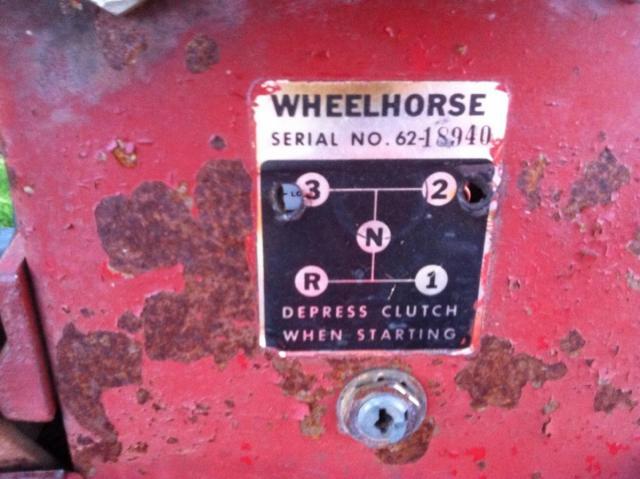 WHEELHORSE
SERIAL NO. 62-18940
3 2
N
R 1
DEPRESS CLUTCH
WHEN STARTING